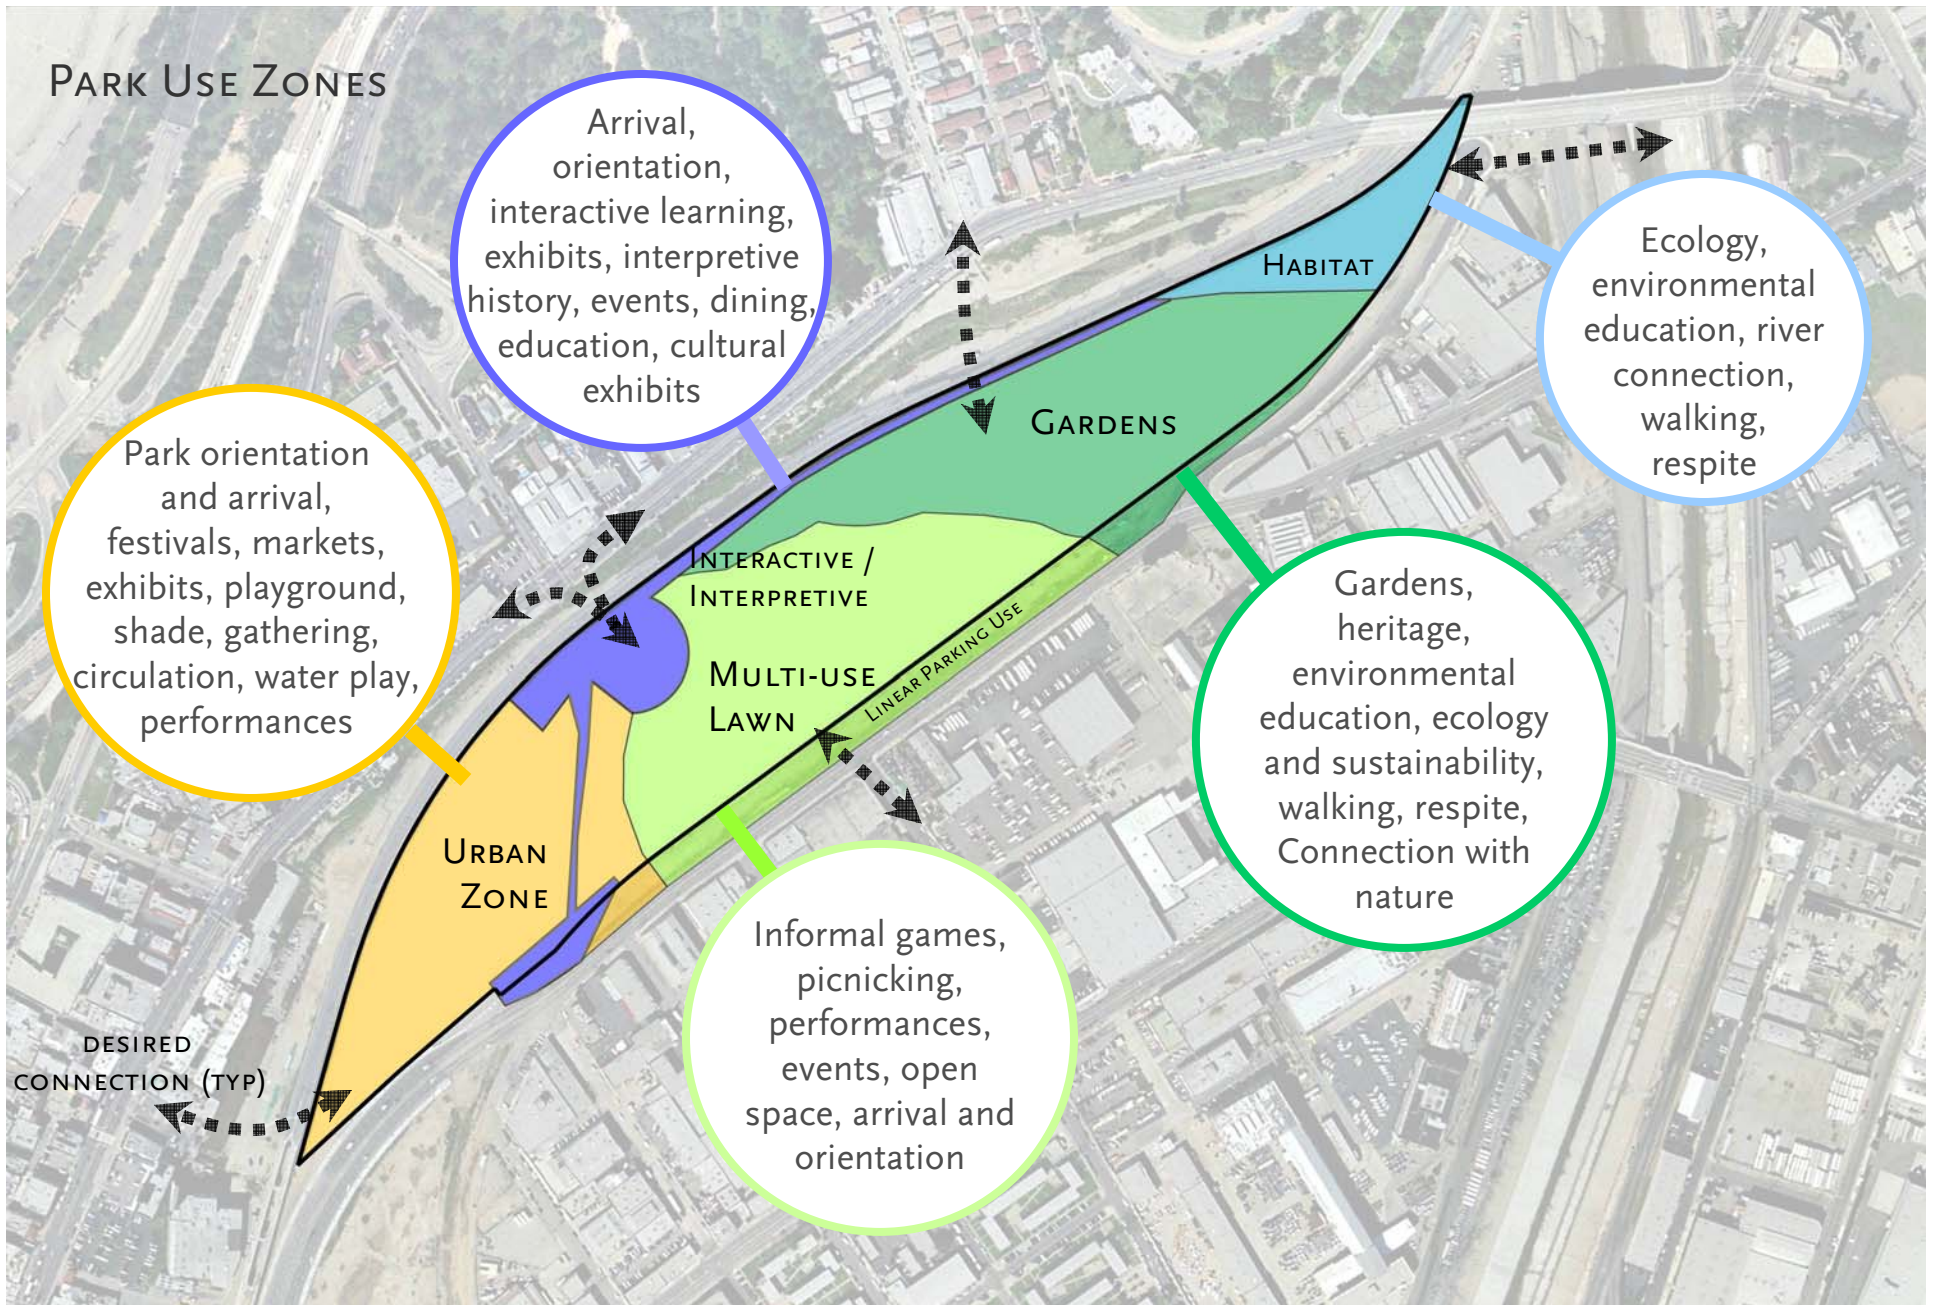 PARK USE ZONES
Arrival,
orientation,
interactive learning,
exhibits, interpretive
history, events, dining,
education, cultural
exhibits
Ecology,
environmental
education, river
connection,
walking,
respite
HABITAT
GARDENS
Park orientation
and arrival,
festivals, markets,
exhibits, playground,
shade, gathering,
circulation, water play,
performances
INTERACTIVE /
INTERPRETIVE
MULTI-USE
LAWN
LINEAR PARKING USE
Gardens,
heritage,
environmental
education, ecology
and sustainability,
walking, respite,
Connection with
nature
URBAN
ZONE
Informal games,
picnicking,
performances,
events, open
space, arrival and
orientation
DESIRED
CONNECTION (TYP)